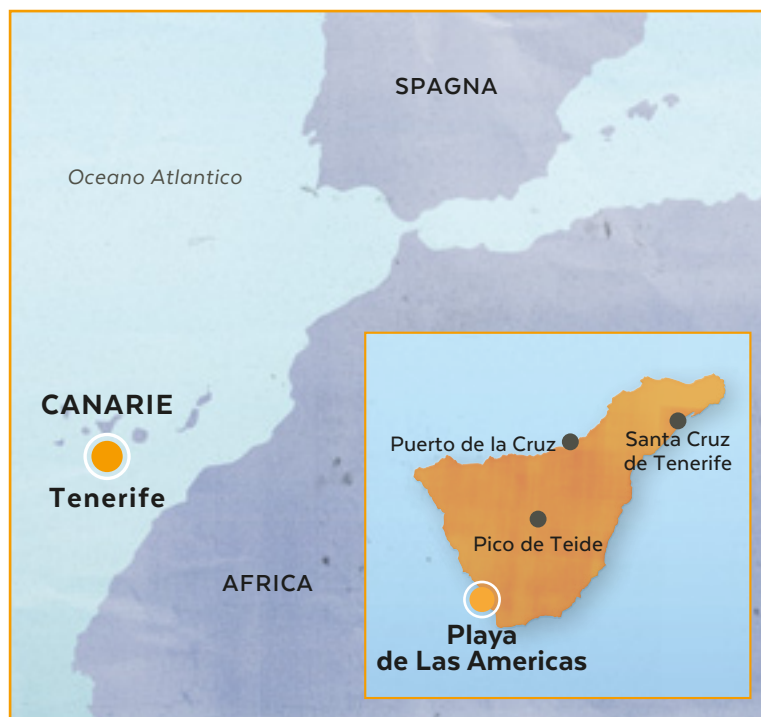 SPAGNA
Oceano Atlantico
CANARIE
Tenerife
AFRICA
Puerto de la Cruz
Santa Cruz
de Tenerife
Pico de Teide
Playa
de Las Americas